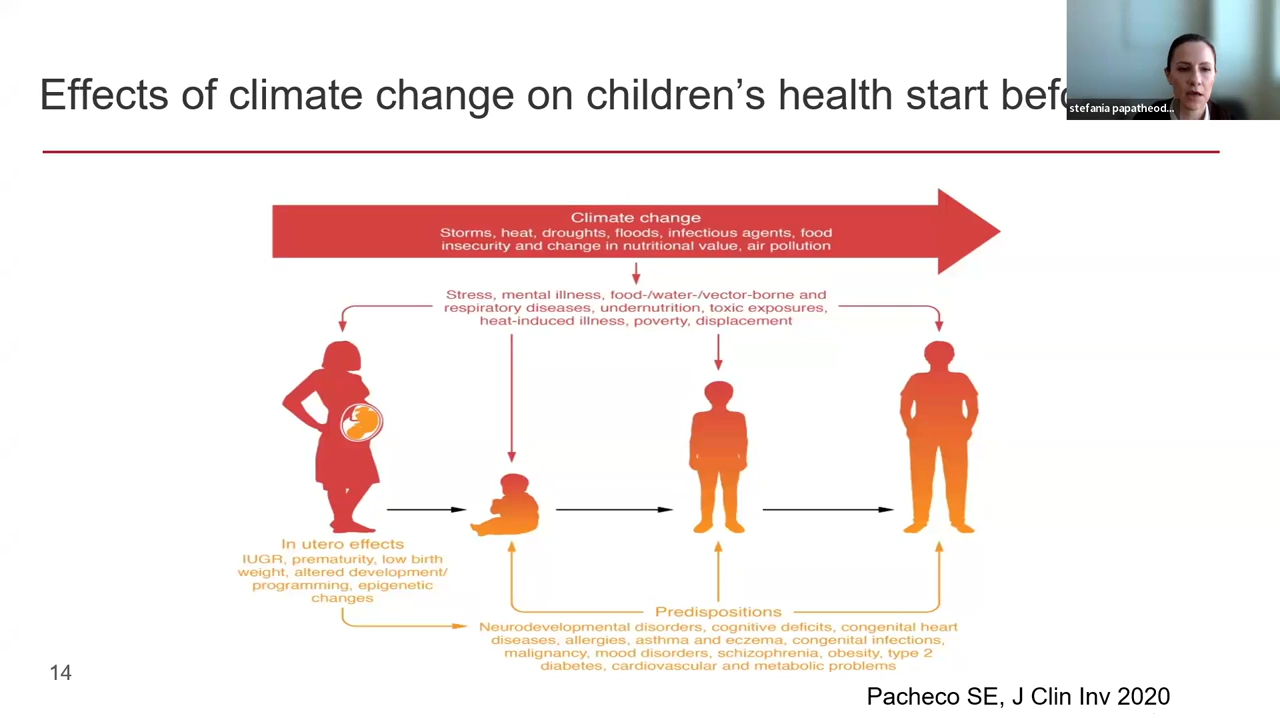 Effects of climate change on children's health start
stefania papatheod...
Climate change
Storms, heat, droughts, floods, infectious agents, food
insecurity and change in nutritional value, air pollution
Stress, mental illness, food-/water-/vector-borne and
respiratory diseases, undernutrition, toxic exposures,
heat-induced illness, poverty, displacement
In utero effects
IUGR, prematurity, low birth
weight, altered development/
programming, epigenetic
changes
Predispositions
Neurodevelopmental disorders, cognitive deficits, congenital heart
diseases, allergies, asthma and eczema, congenital infections,
malignancy, mood disorders, schizophrenia, obesity, type 2
diabetes, cardiovascular and metabolic problems
14
Pacheco SE, J Clin Inv 2020